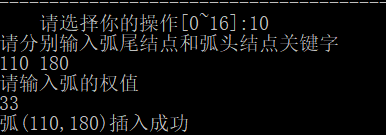 请选择你的操作[0~16]:10
请分别输入弧尾结点和弧头结点关键字
110 180
请输入弧的权值
33
弧(110,180)插入成功